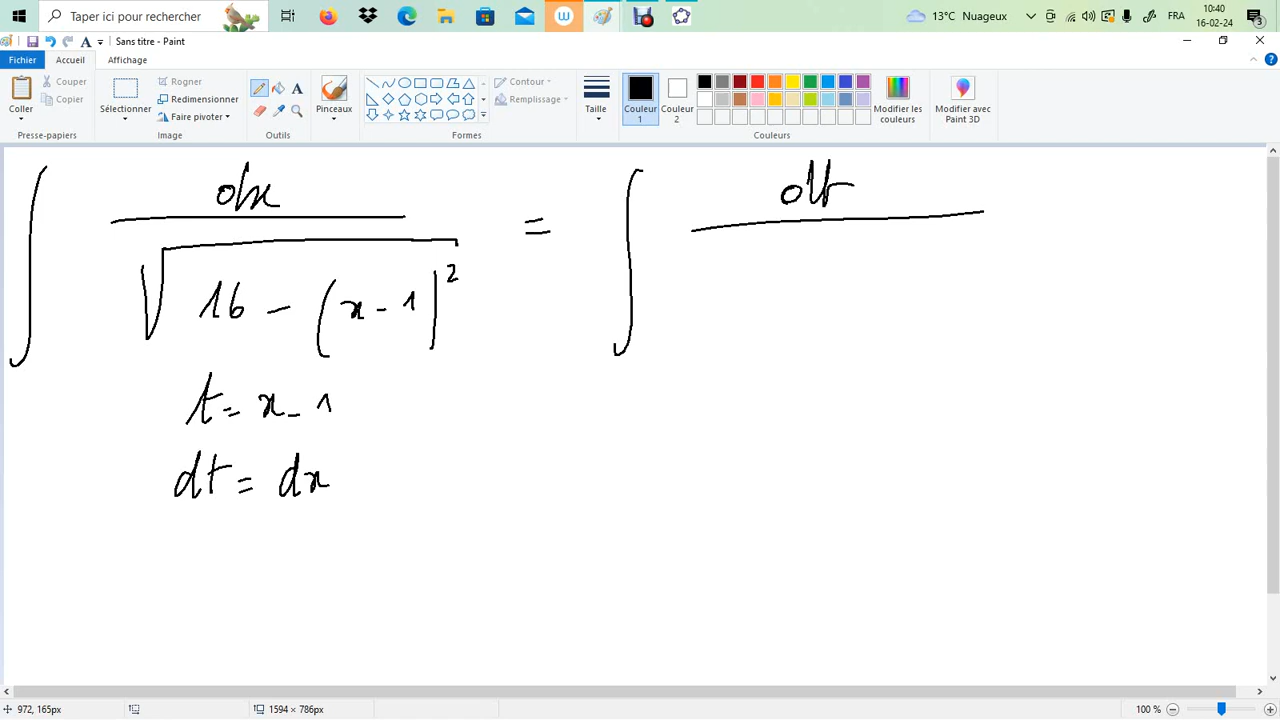 Taper ici pour rechercher
W
13°C Nuageux
FRA
10:40
16-02-24
3
Sans titre - Paint
Fichier Accueil Affichage
Coller
Couper
Copier
Presse-papiers
Sélectionner
Rogner
Redimensionner
Faire pivoter
Image
A
Outils
Pinceaux
Contour
Remplissage
Formes
Taille
Couleur 1
Couleur 2
Modifier les couleurs
Couleurs
Modifier avec Paint 3D
∫ dx / √(16 - (x - 1)²) = ∫ dt /
t = x - 1
dt = dx
972, 165px
1594 × 786px
100 %